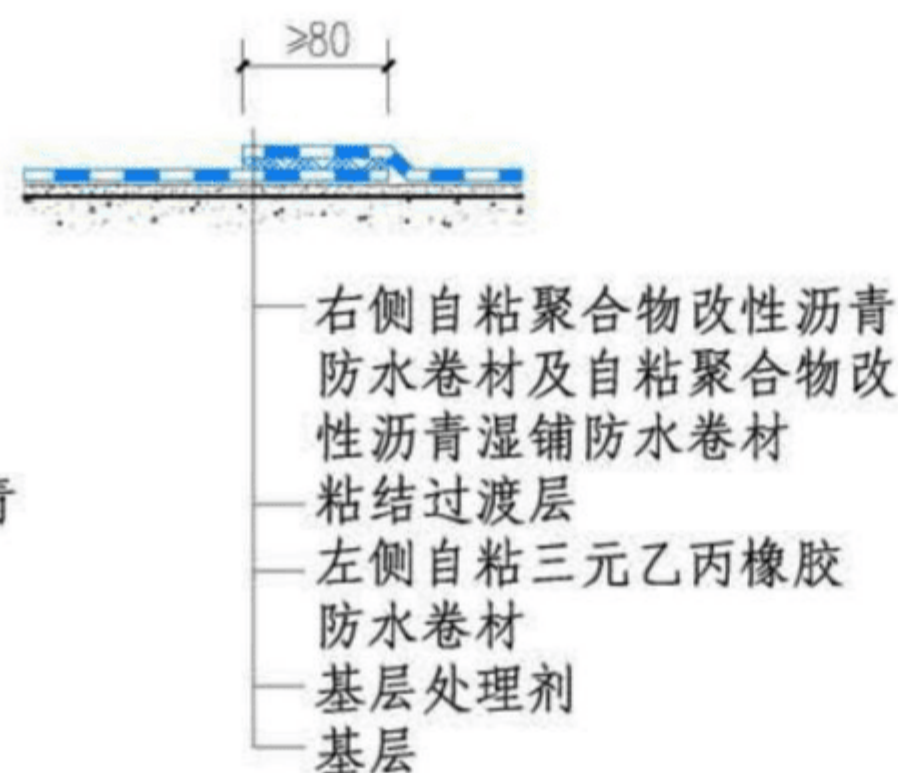 ≥80
右侧自粘聚合物改性沥青
防水卷材及自粘聚合物改
性沥青湿铺防水卷材
粘结过渡层
青
左侧自粘三元乙丙橡胶
防水卷材
基层处理剂
基层